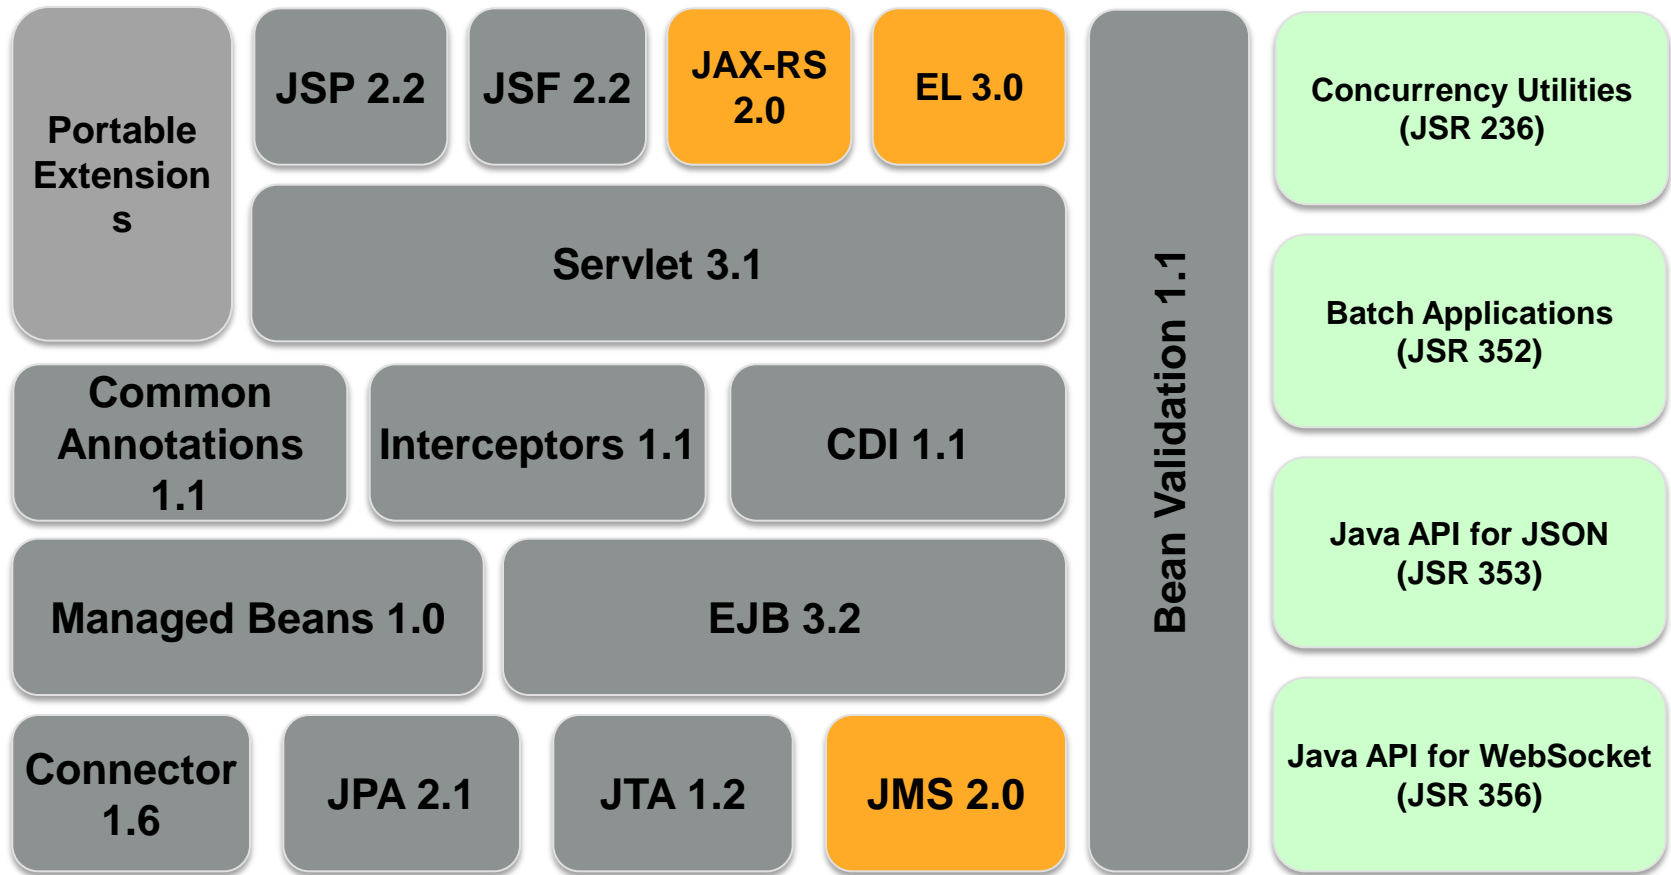 Portable
Extension
s
JSP 2.2
JSF 2.2
JAX-RS
2.0
EL 3.0
Servlet 3.1
Common
Annotations
1.1
Interceptors 1.1
CDI 1.1
Managed Beans 1.0
EJB 3.2
Connector
1.6
JPA 2.1
JTA 1.2
JMS 2.0
Bean Validation 1.1
Concurrency Utilities
(JSR 236)
Batch Applications
(JSR 352)
Java API for JSON
(JSR 353)
Java API for WebSocket
(JSR 356)